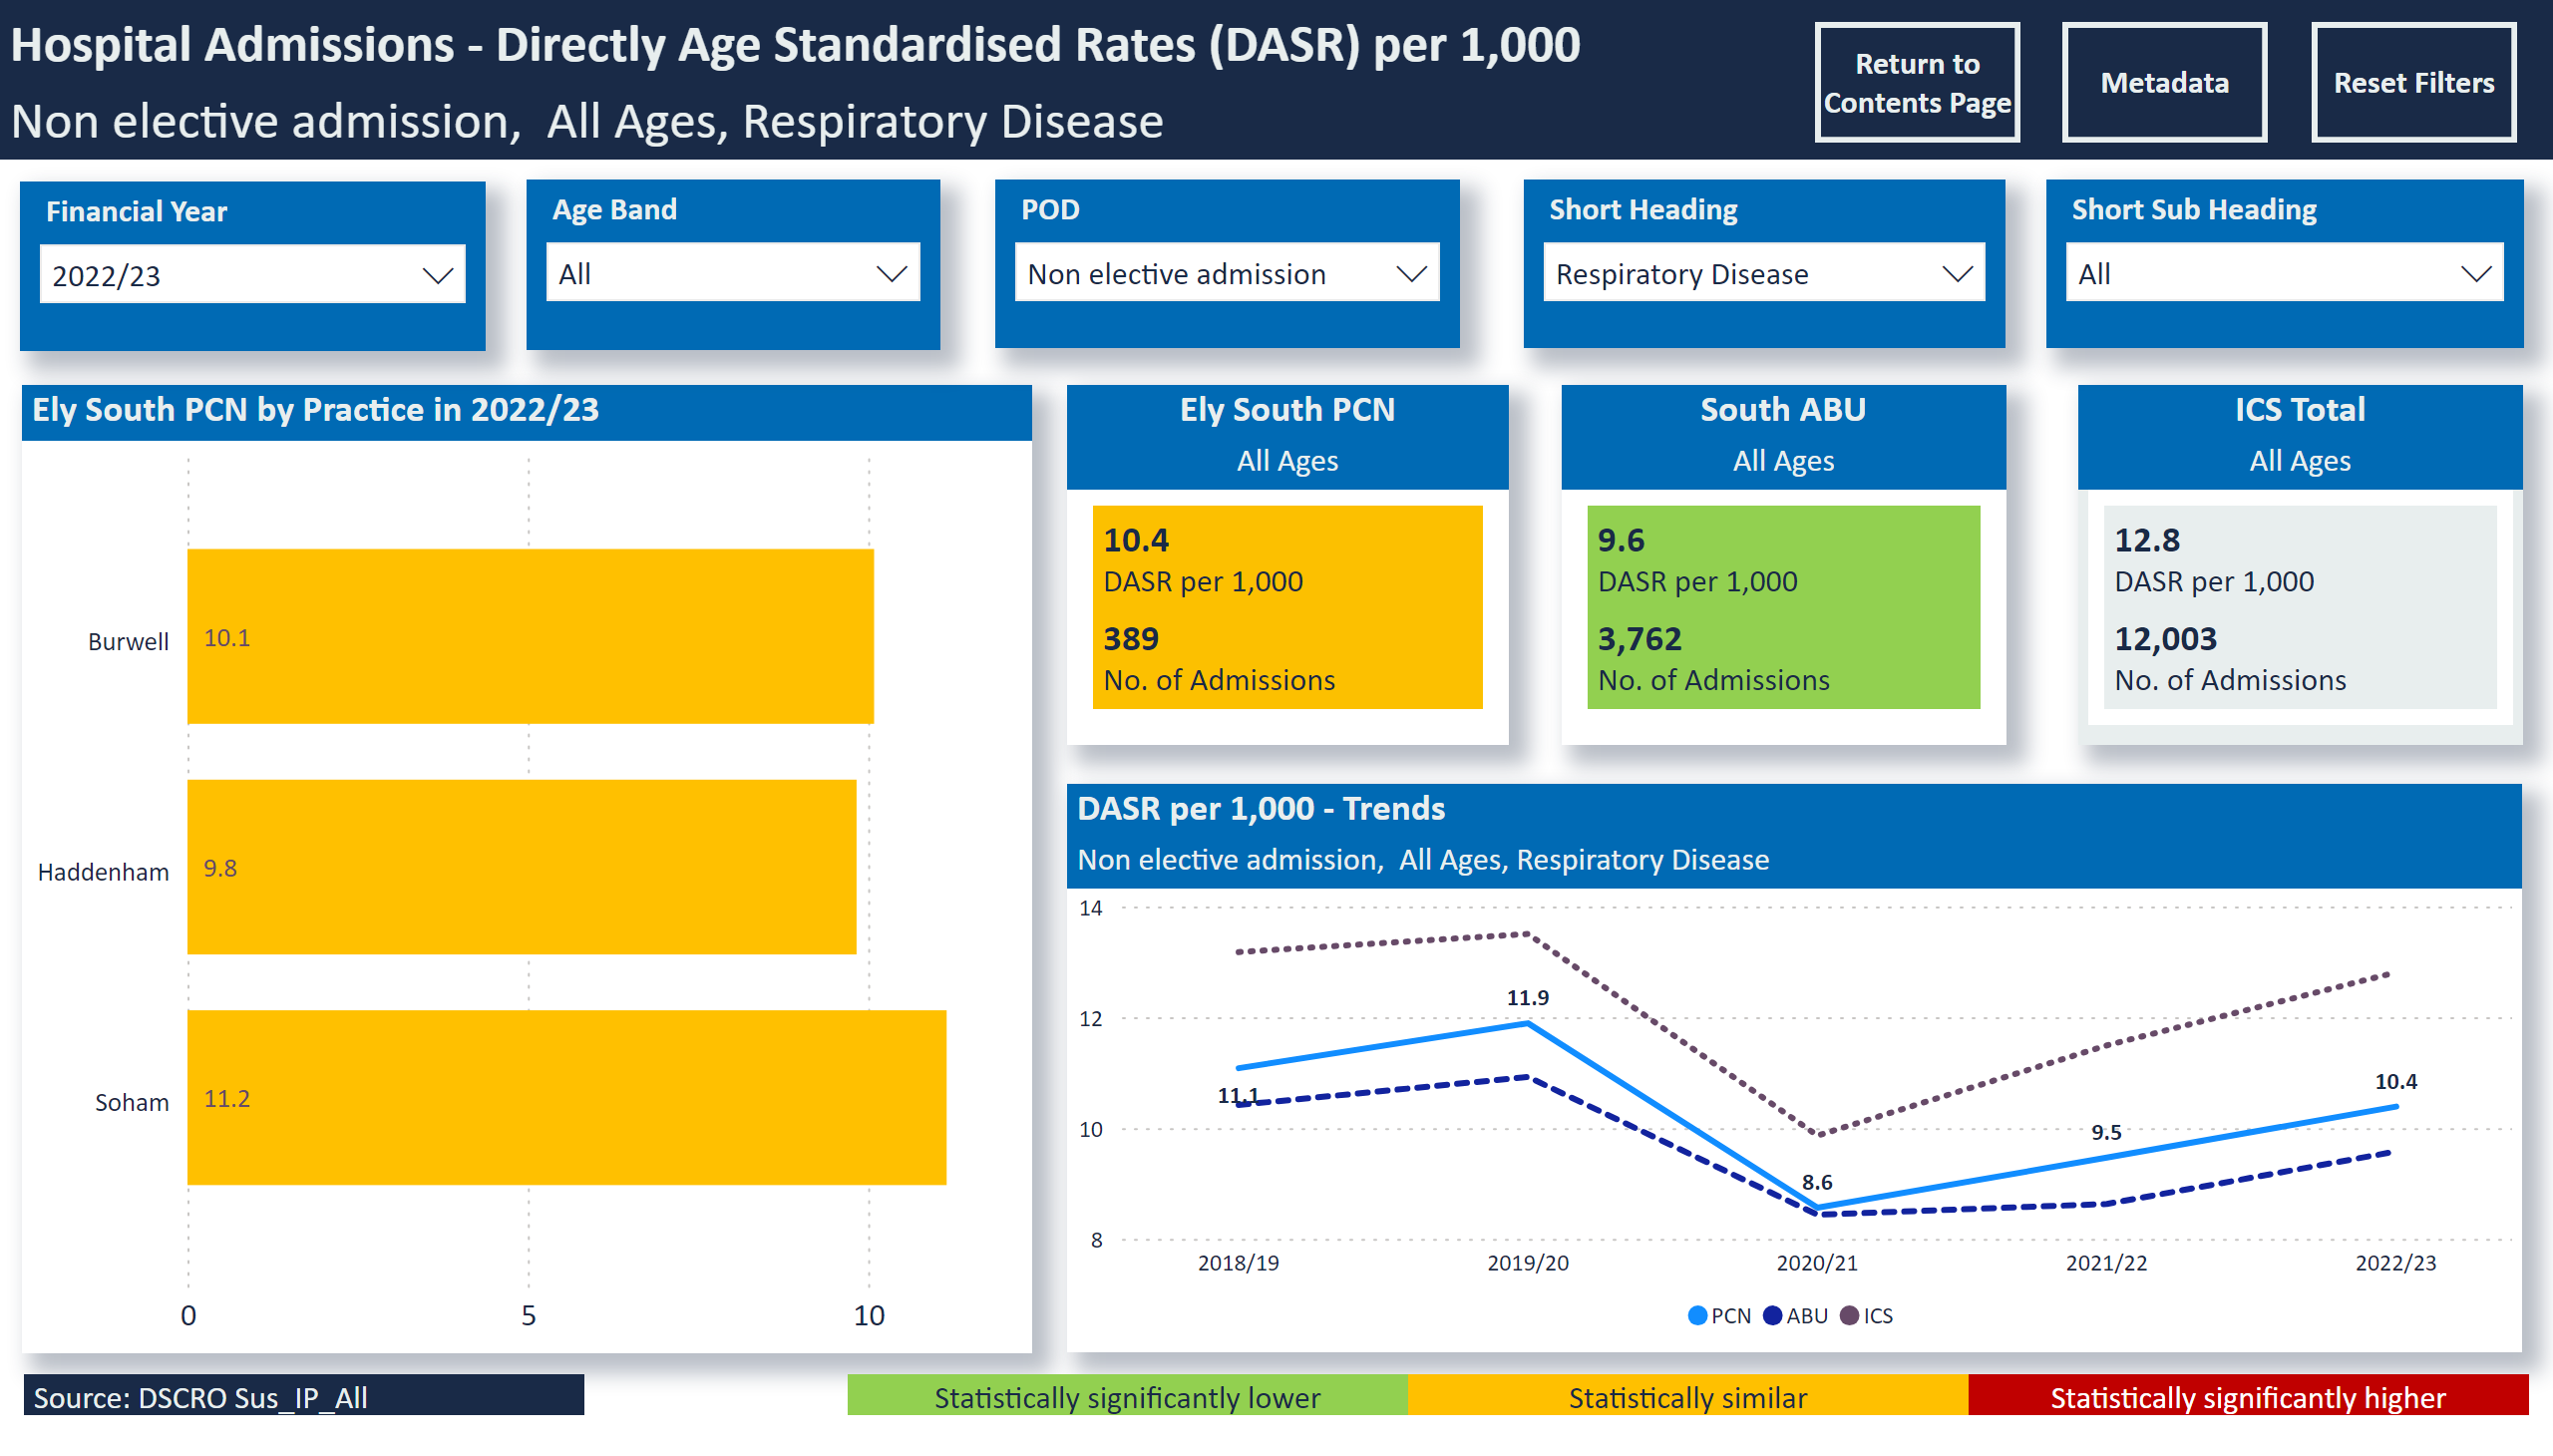 Hospital Admissions - Directly Age Standardised Rates (DASR) per 1,000
Non elective admission,  All Ages, Respiratory Disease
Return to
Contents Page
Metadata
Reset Filters
Financial Year
2022/23
Age Band
All
POD
Non elective admission
Short Heading
Respiratory Disease
Short Sub Heading
All
Ely South PCN by Practice in 2022/23
Burwell
10.1
Haddenham
9.8
Soham
11.2
0
5
10
Ely South PCN
All Ages
10.4
DASR per 1,000
389
No. of Admissions
South ABU
All Ages
9.6
DASR per 1,000
3,762
No. of Admissions
ICS Total
All Ages
12.8
DASR per 1,000
12,003
No. of Admissions
DASR per 1,000 - Trends
Non elective admission,  All Ages, Respiratory Disease
14
12
10
8
11.1
11.9
8.6
9.5
10.4
2018/19
2019/20
2020/21
2021/22
2022/23
PCN
ABU
ICS
Source: DSCRO Sus_IP_All
Statistically significantly lower
Statistically similar
Statistically significantly higher